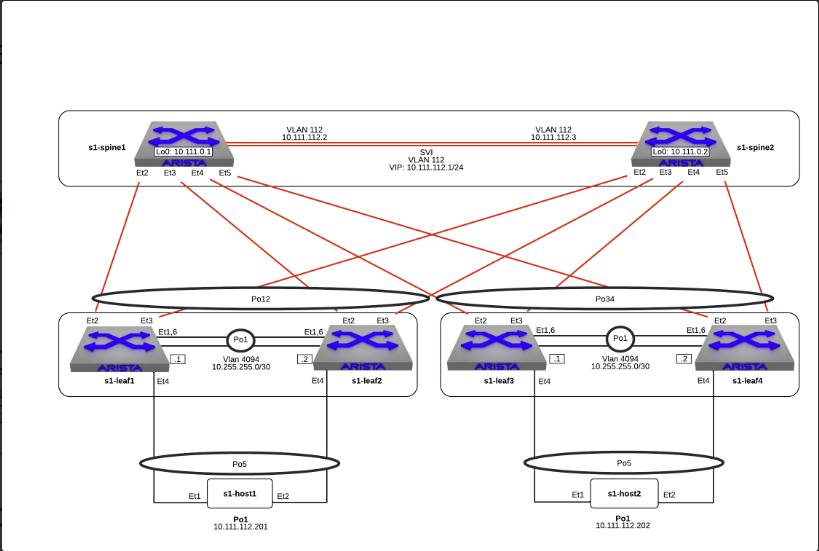 s1-spine1
VLAN 112
10.111.112.2
VLAN 112
10.111.112.3
s1-spine2
Lo0: 10.111.0.1
ARISTA
SVI
VLAN 112
VIP: 10.111.112.1/24
Lo0: 10.111.0.2
ARISTA
Et2 Et3 Et4 Et5
Et2 Et3 Et4 Et5
Po12
Po34
Et2 Et3
Et2 Et3
Et2 Et3
Et2 Et3
Et1,6
Po1
Et1,6
Et1,6
Po1
Et1,6
.1
Vlan 4094
10.255.255.0/30
.2
.1
Vlan 4094
10.255.255.0/30
.2
ARISTA
ARISTA
ARISTA
ARISTA
s1-leaf1
Et4
Et4
s1-leaf2
s1-leaf3
Et4
Et4
s1-leaf4
Po5
Po5
Et1
s1-host1
Et2
Et1
s1-host2
Et2
Po1
10.111.112.201
Po1
10.111.112.202